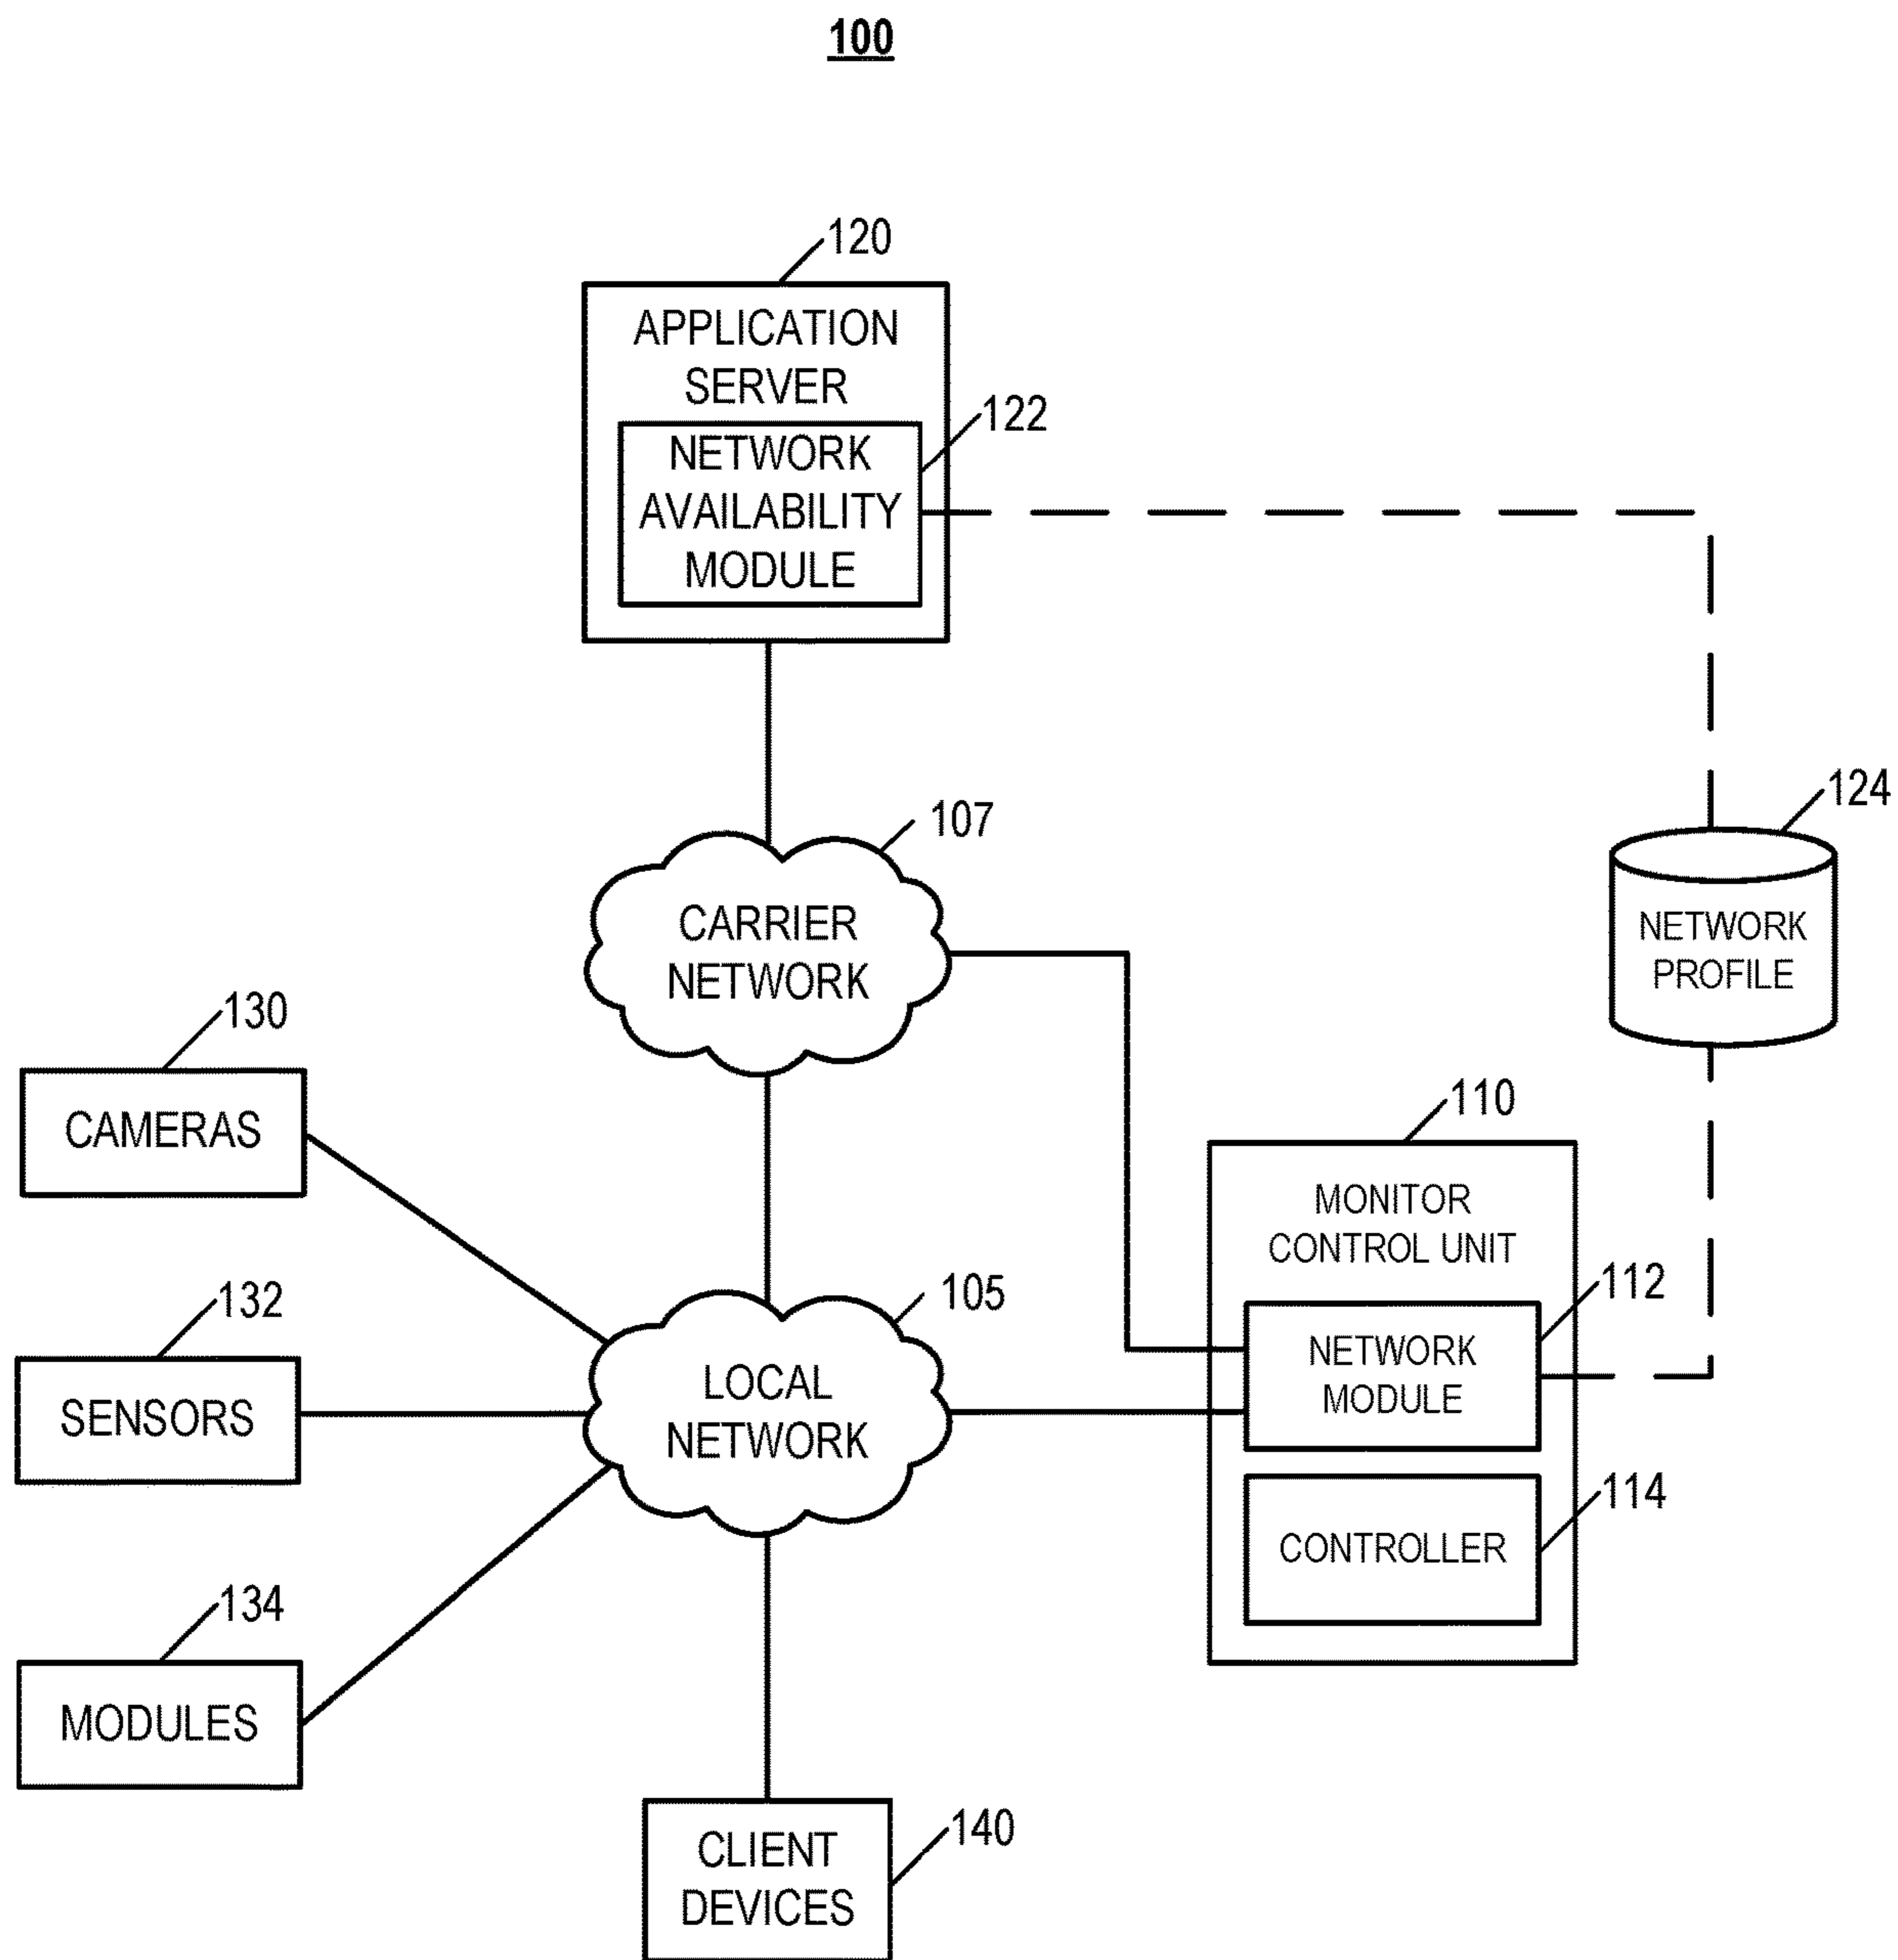 100
120
APPLICATION
SERVER
122
NETWORK
AVAILABILITY
MODULE
107
CARRIER
NETWORK
124
NETWORK
PROFILE
130
CAMERAS
110
MONITOR
CONTROL UNIT
112
NETWORK
MODULE
105
LOCAL
NETWORK
132
SENSORS
114
CONTROLLER
134
MODULES
140
CLIENT
DEVICES